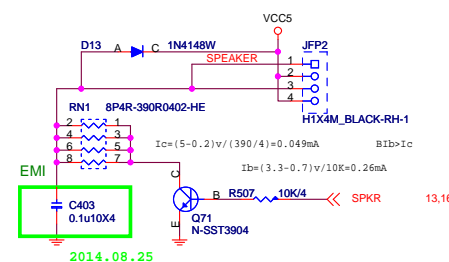 VCC5
D13 A C 1N4148W JFP2
SPEAKER 1
2
3
4
RN1 8P4R-390R0402-HE H1X4M_BLACK-RH-1
2 1
4 3
6 5
8 7
Ic=(5-0.2)v/(390/4)=0.049mA BIb>Ic
Ib=(3.3-0.7)v/10K=0.26mA
EMI
C
B R507 10K/4 SPKR 13,16
C403
0.1u10X4
E
Q71
N-SST3904
2014.08.25